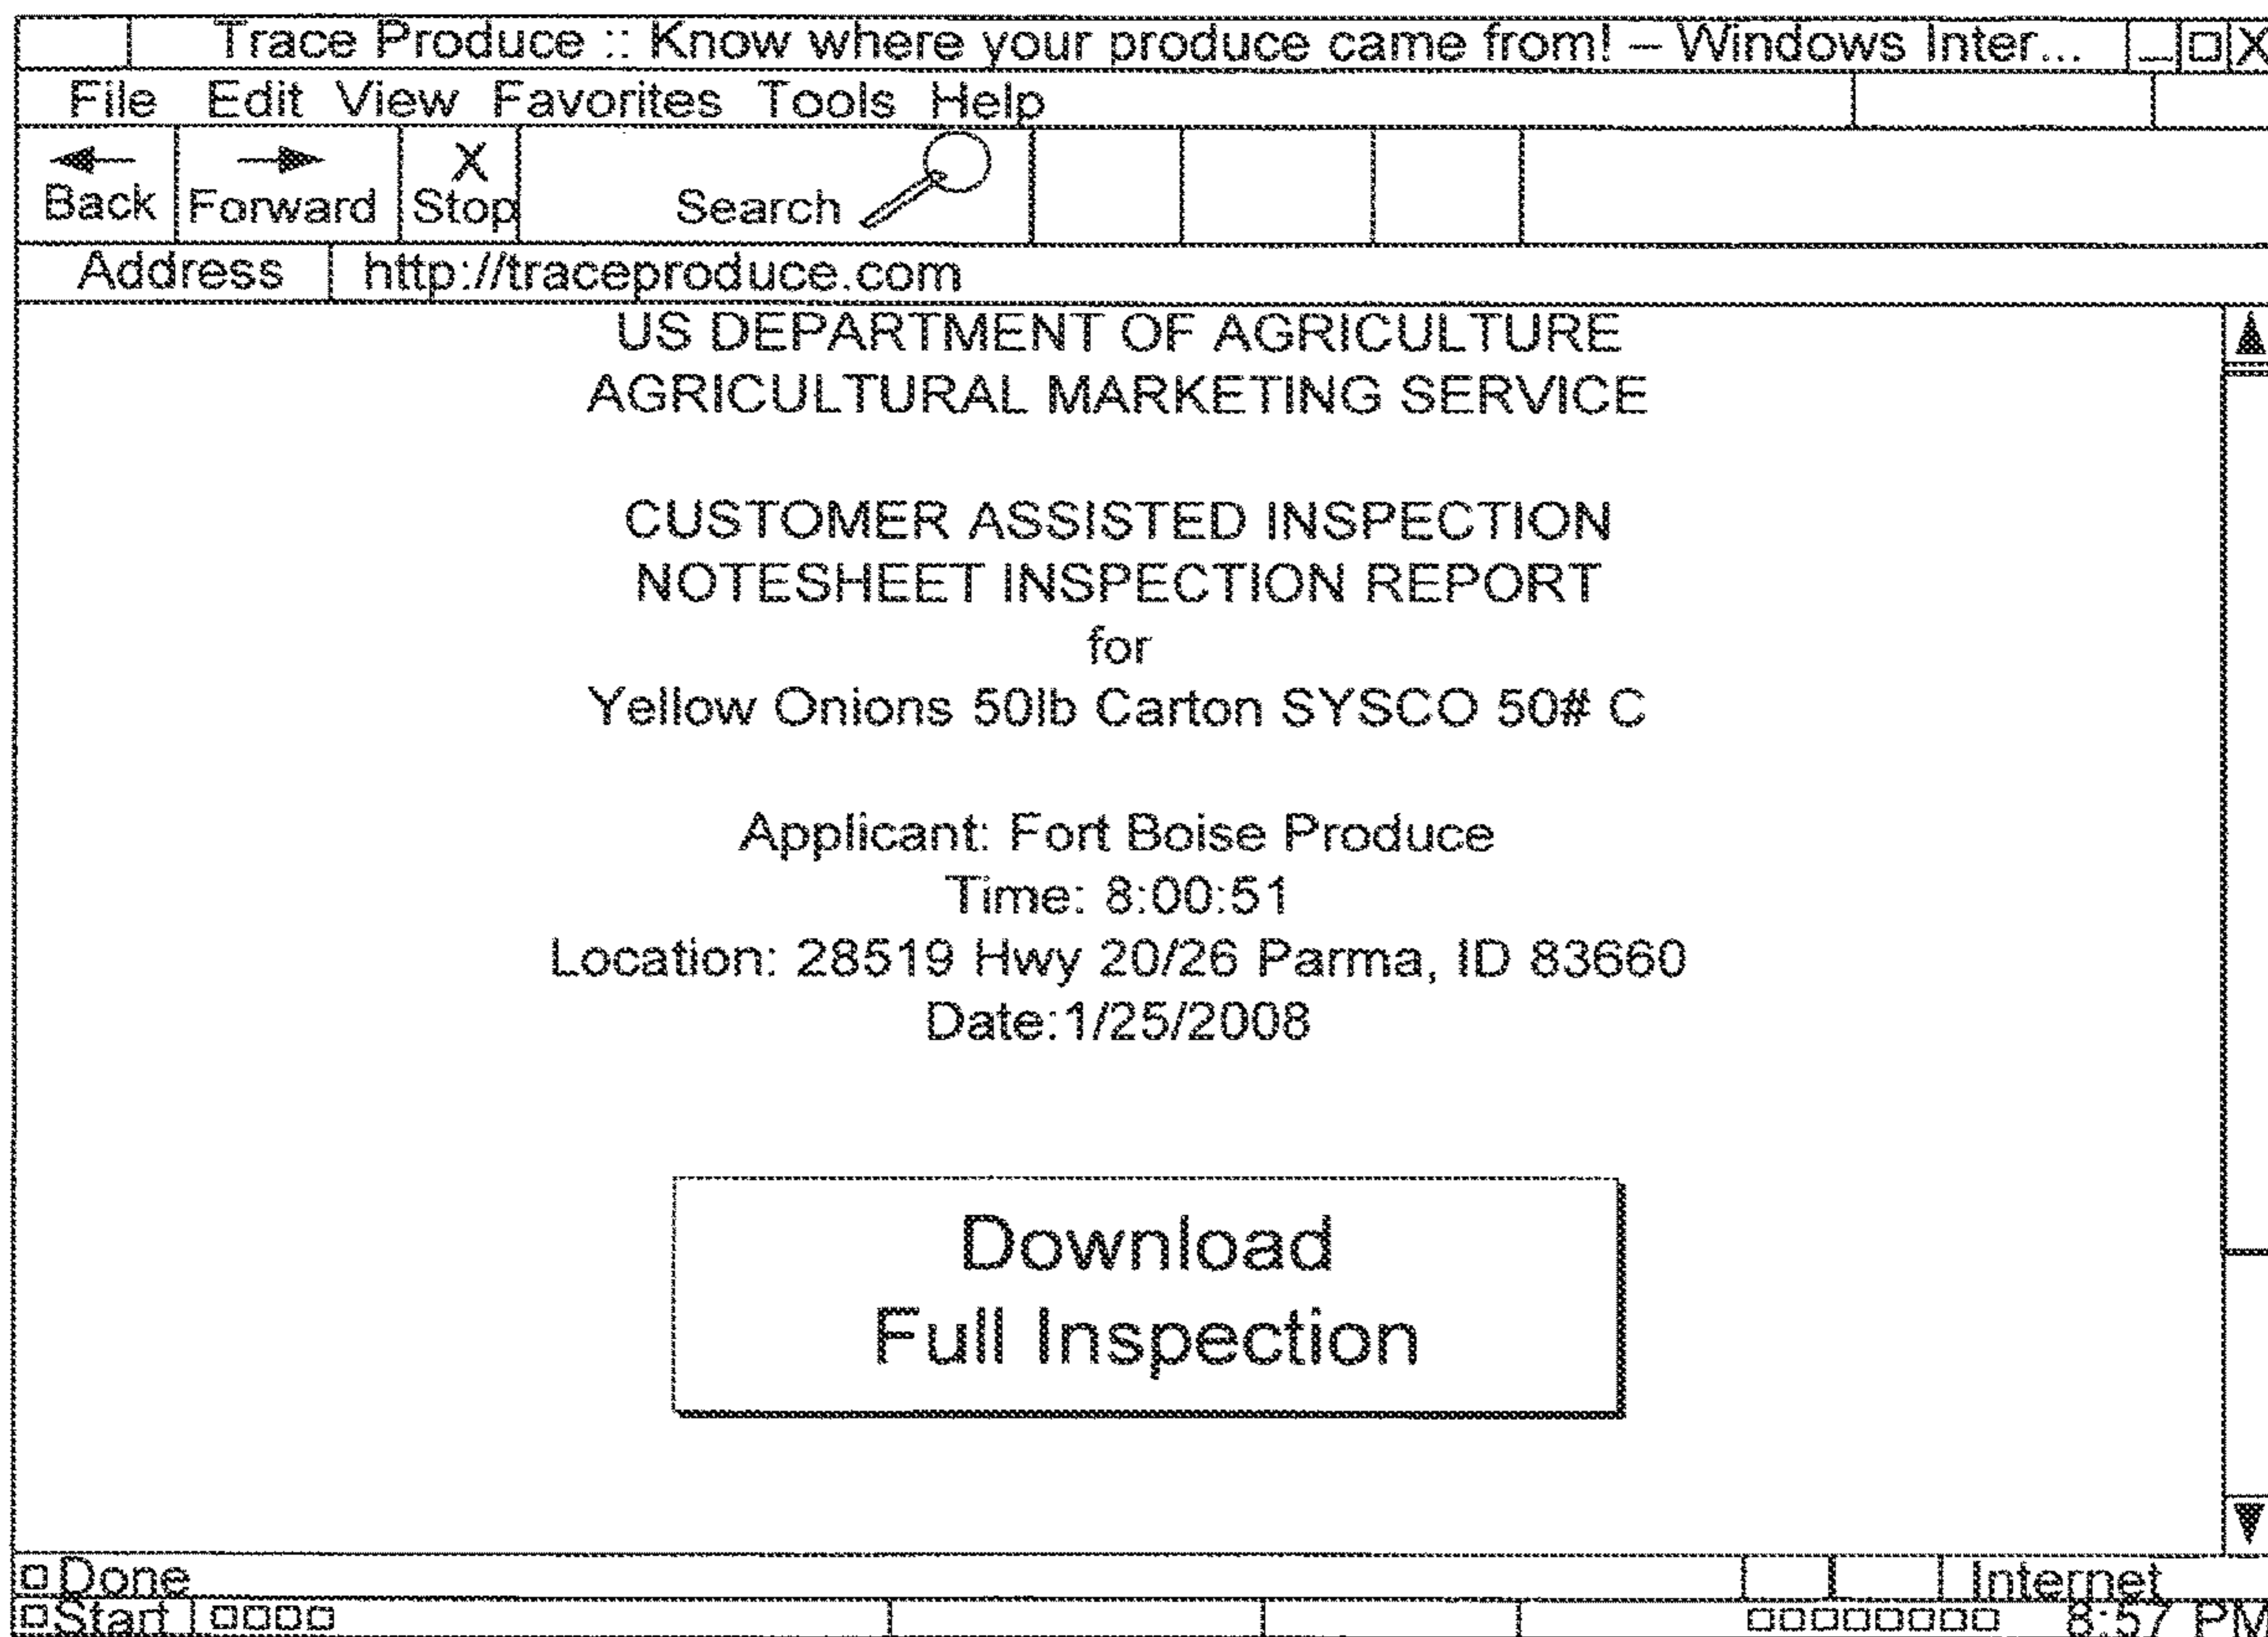 Trace Produce :: Know where your produce came from! – Windows Inter...
File Edit View Favorites Tools Help
Back Forward X Stop Search
Address http://traceproduce.com
US DEPARTMENT OF AGRICULTURE
AGRICULTURAL MARKETING SERVICE
CUSTOMER ASSISTED INSPECTION
NOTESHEET INSPECTION REPORT
for
Yellow Onions 50lb Carton SYSCO 50# C
Applicant: Fort Boise Produce
Time: 8:00:51
Location: 28519 Hwy 20/26 Parma, ID 83660
Date:1/25/2008
Download
Full Inspection
Done Internet
Start 8:57 PM